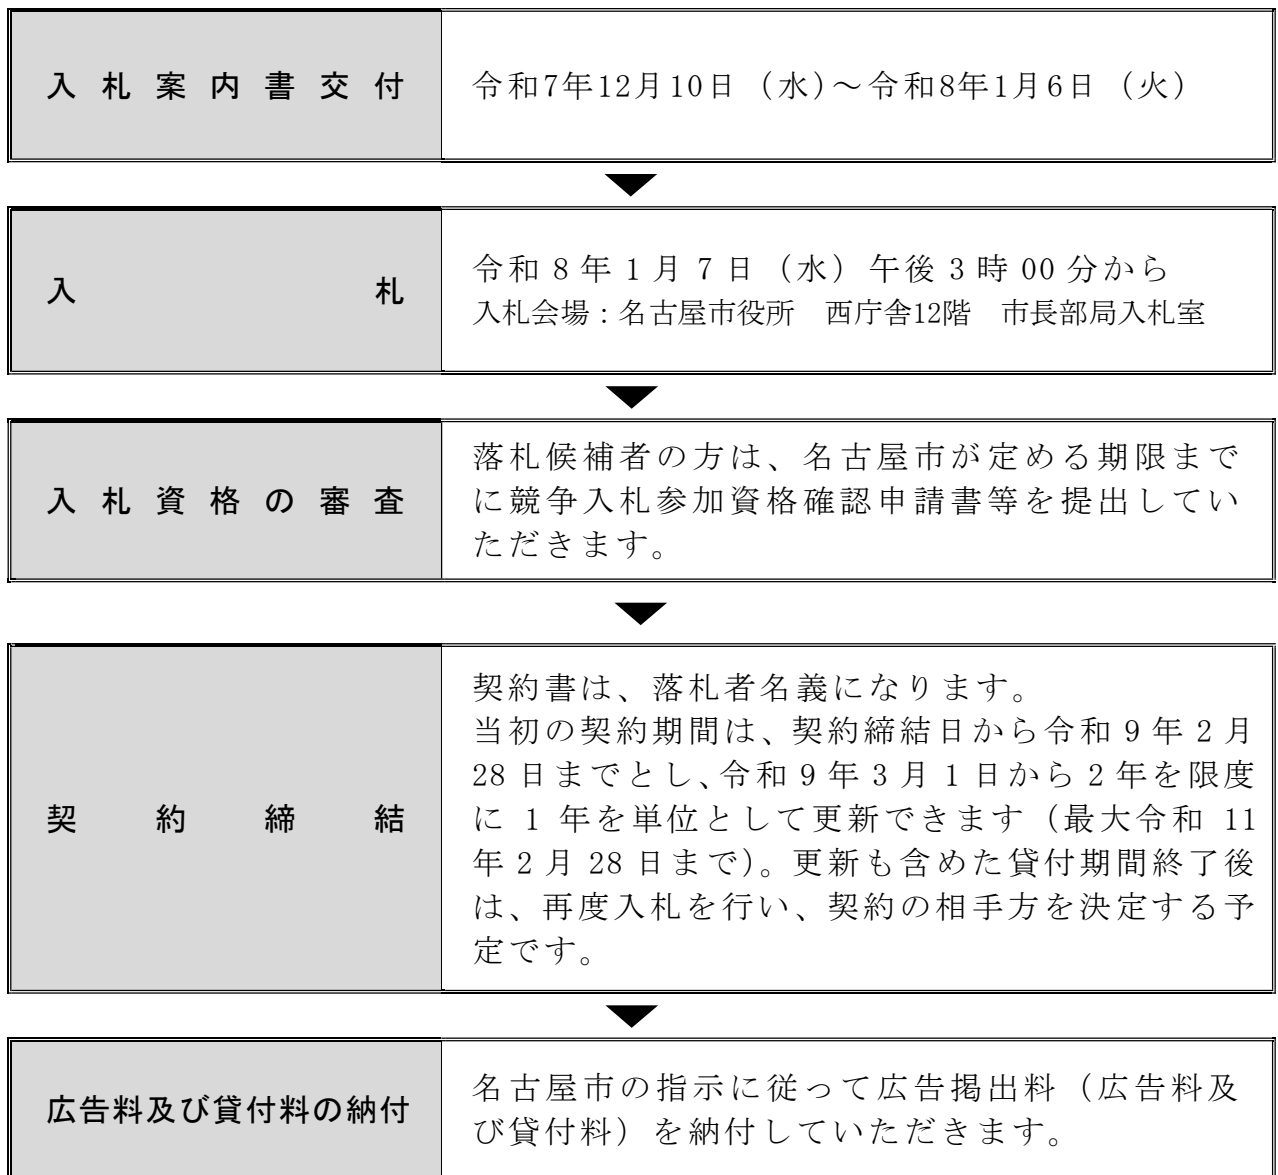 入札案内書交付
令和7年12月10日（水）～令和8年1月6日（火）
入札
令和８年１月７日（水）午後３時00分から
入札会場：名古屋市役所　西庁舎12階　市長部局入札室
入札資格の審査
落札候補者の方は、名古屋市が定める期限まで
に競争入札参加資格確認申請書等を提出してい
ただきます。
契約締結
契約書は、落札者名義になります。
当初の契約期間は、契約締結日から令和９年２月
28日までとし、令和９年３月１日から２年を限度
に１年を単位として更新できます（最大令和11
年２月28日まで）。更新も含めた貸付期間終了後
は、再度入札を行い、契約の相手方を決定する予
定です。
広告料及び貸付料の納付
名古屋市の指示に従って広告掲出料（広告料及
び貸付料）を納付していただきます。